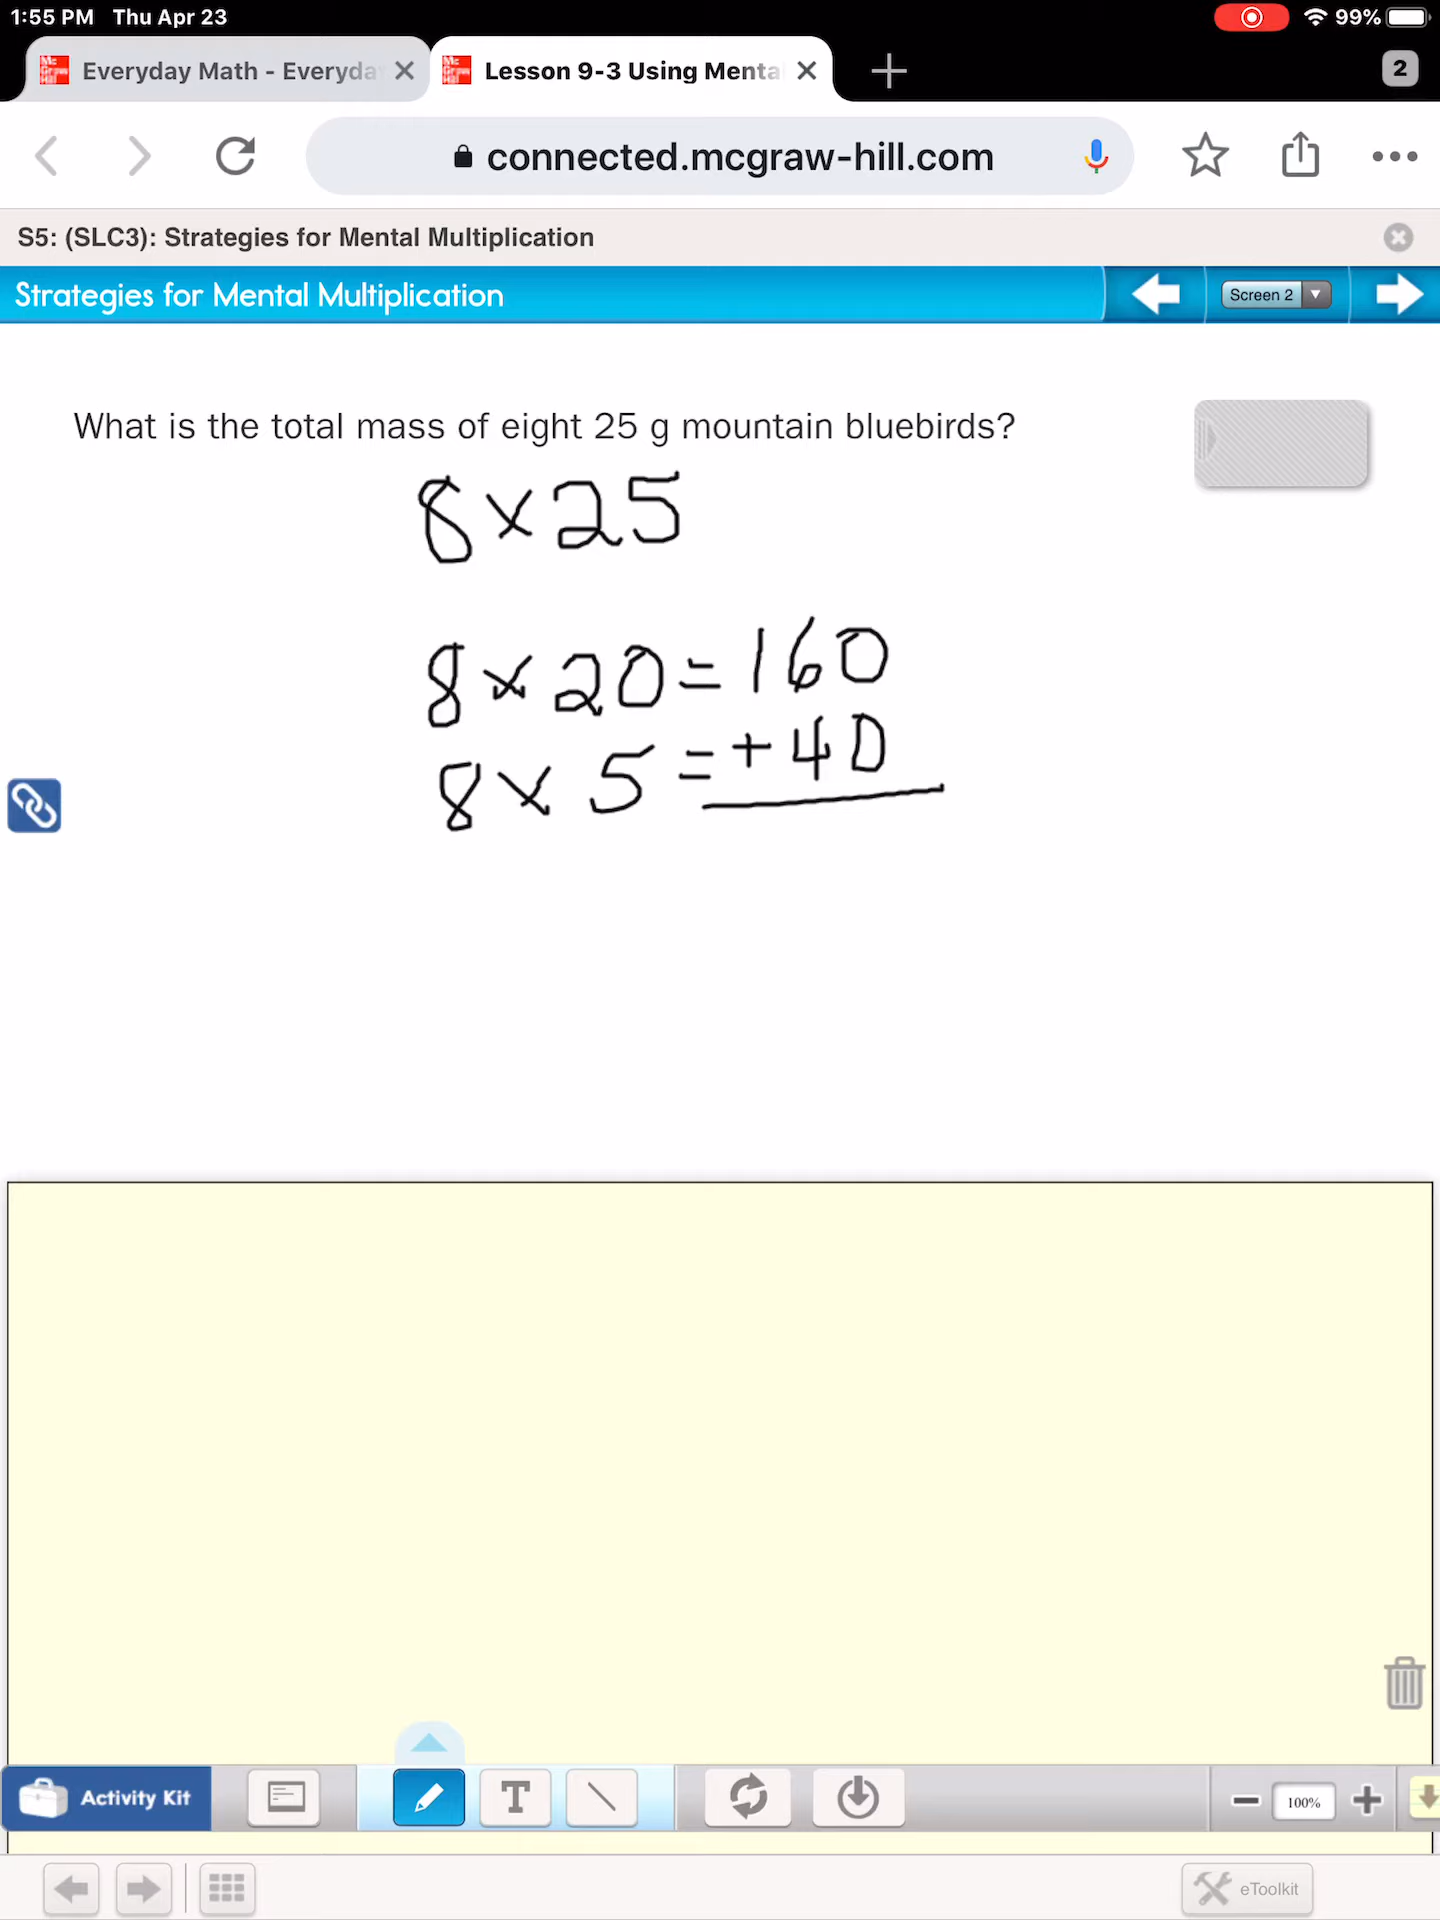 1:55 PM Thu Apr 23
99%
Everyday Math - Everyda
Lesson 9-3 Using Menta
2
connected.mcgraw-hill.com
S5: (SLC3): Strategies for Mental Multiplication
Strategies for Mental Multiplication
Screen 2
What is the total mass of eight 25 g mountain bluebirds?
8 × 25
8 × 20 = 160
8 × 5 = + 40
Activity Kit
T
100%
eToolkit